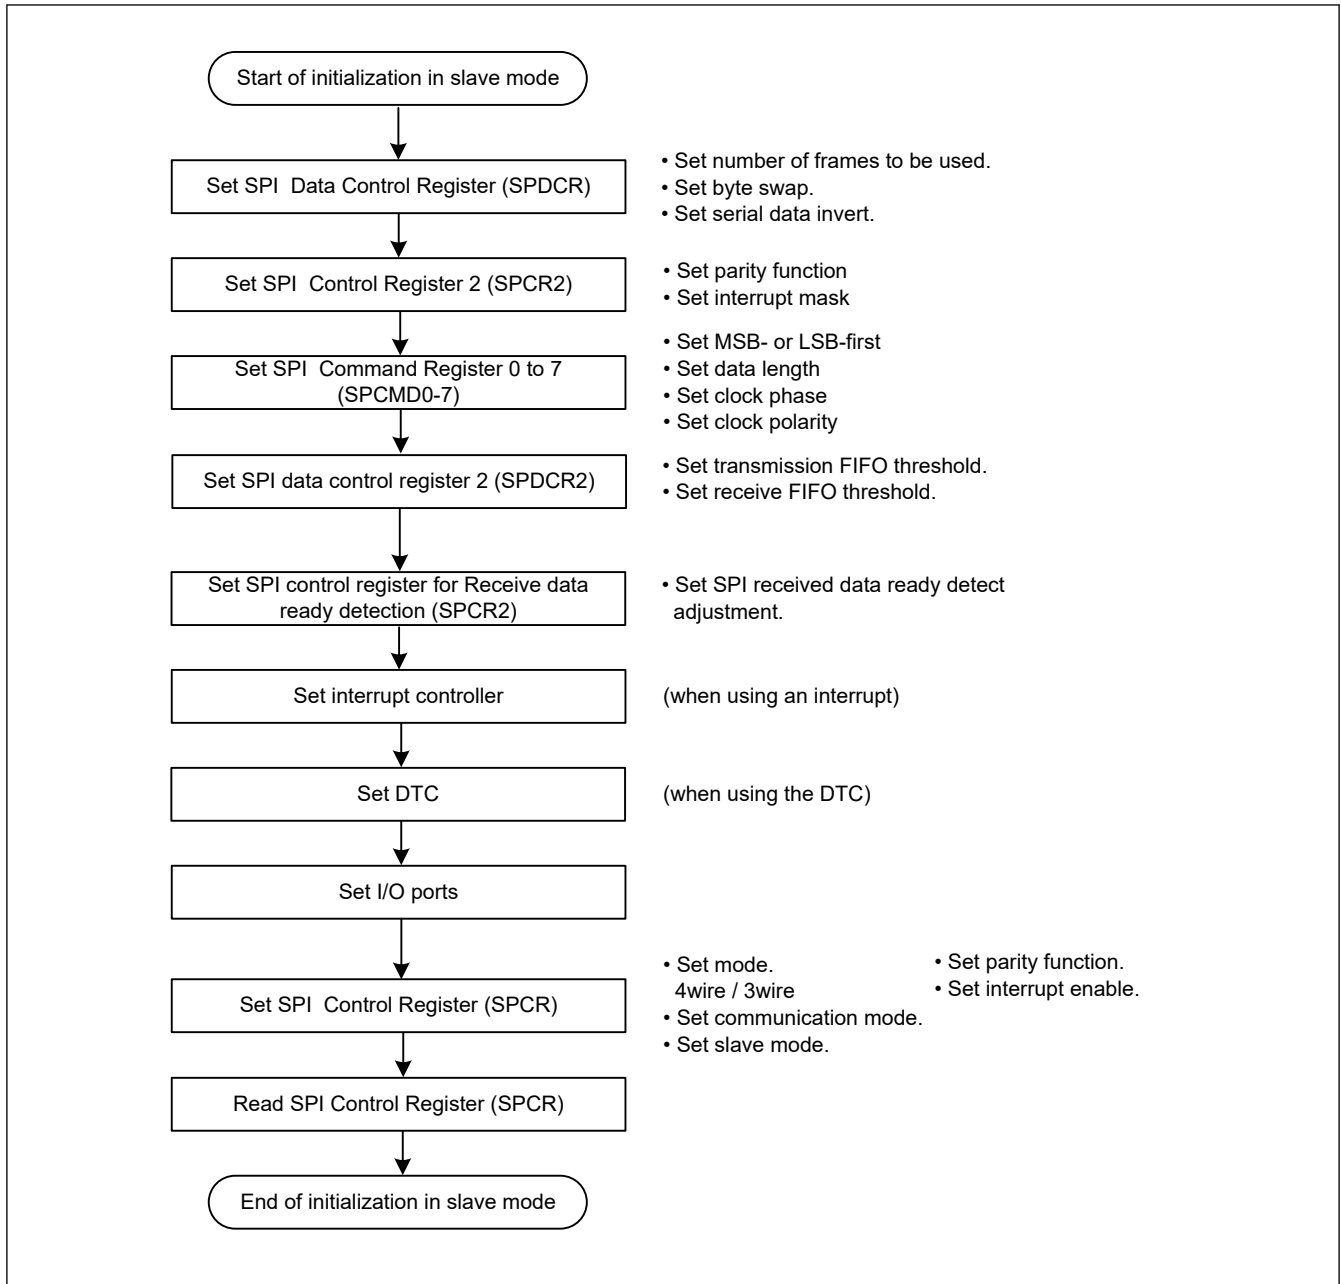 Start of initialization in slave mode
Set SPI Data Control Register (SPDCR)
• Set number of frames to be used.
• Set byte swap.
• Set serial data invert.
Set SPI Control Register 2 (SPCR2)
• Set parity function
• Set interrupt mask
Set SPI Command Register 0 to 7
(SPCMD0-7)
• Set MSB- or LSB-first
• Set data length
• Set clock phase
• Set clock polarity
Set SPI data control register 2 (SPDCR2)
• Set transmission FIFO threshold.
• Set receive FIFO threshold.
Set SPI control register for Receive data
ready detection (SPCR2)
• Set SPI received data ready detect
adjustment.
Set interrupt controller
(when using an interrupt)
Set DTC
(when using the DTC)
Set I/O ports
Set SPI Control Register (SPCR)
• Set mode.
4wire / 3wire
• Set communication mode.
• Set slave mode.
• Set parity function.
• Set interrupt enable.
Read SPI Control Register (SPCR)
End of initialization in slave mode